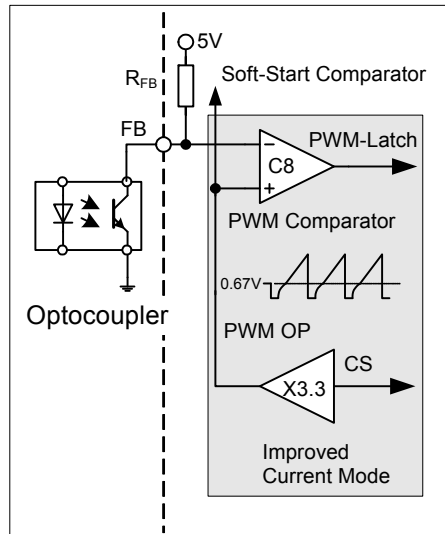 5V
RFB
Soft-Start Comparator
FB
PWM-Latch
−
C8
+
PWM Comparator
0.67V
Optocoupler
PWM OP
CS
X3.3
Improved
Current Mode